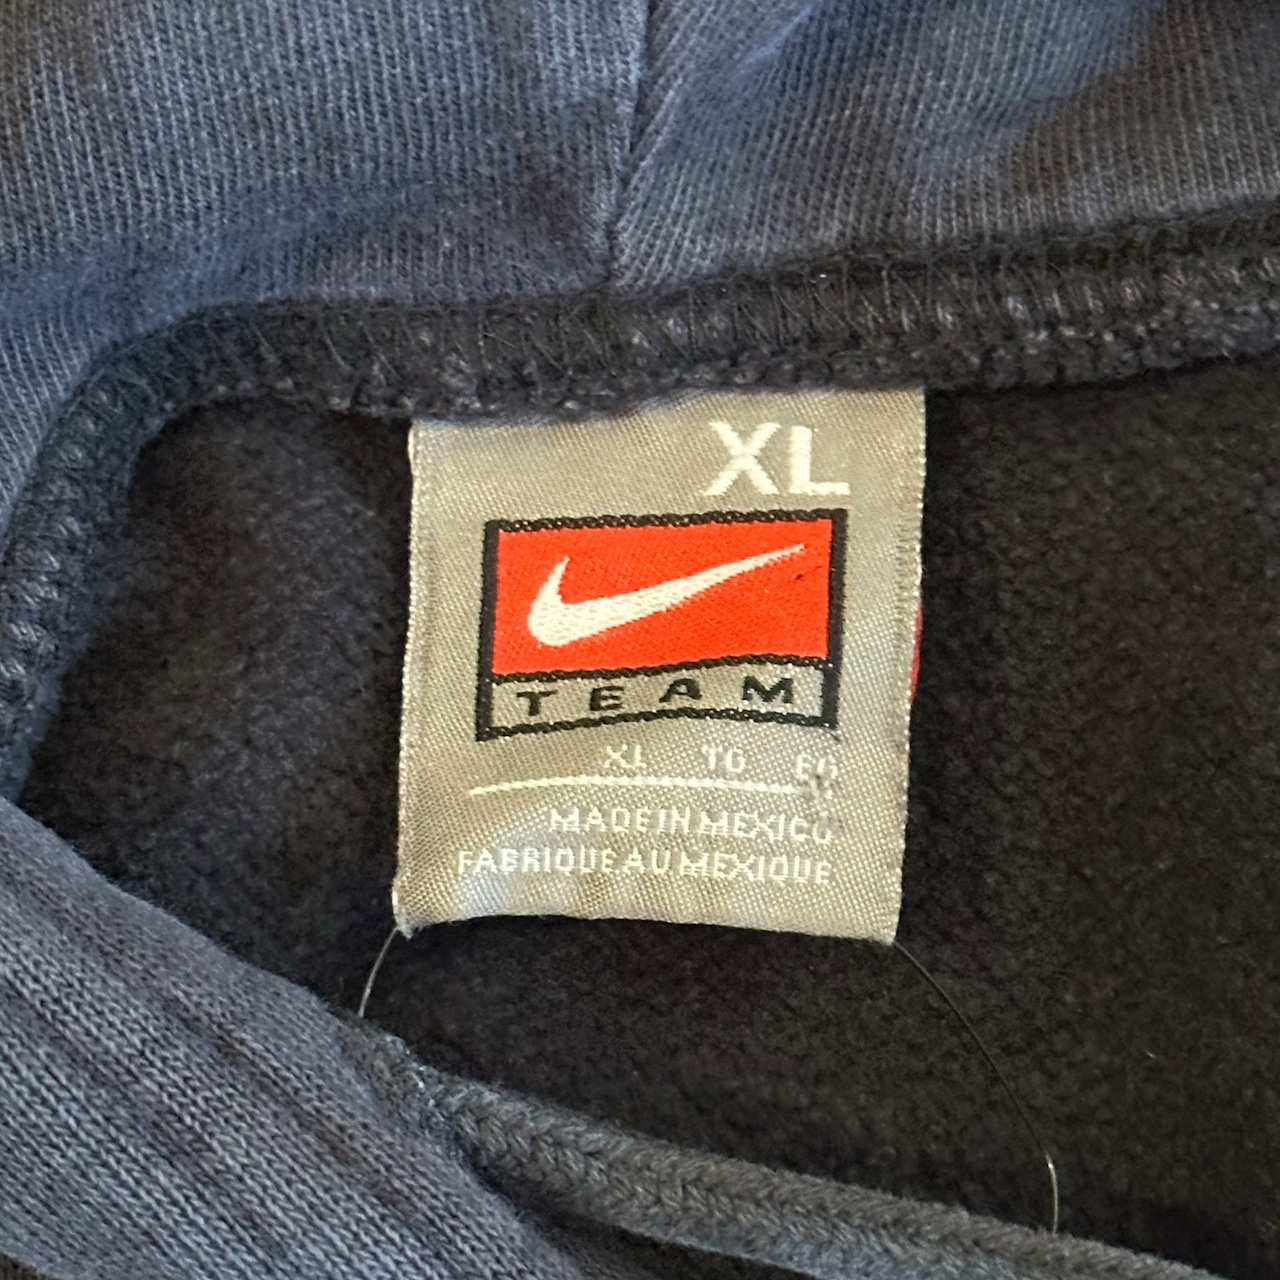 XL
TEAM
XL TG EG
MADE IN MEXICO
FABRIQUE AU MEXIQUE